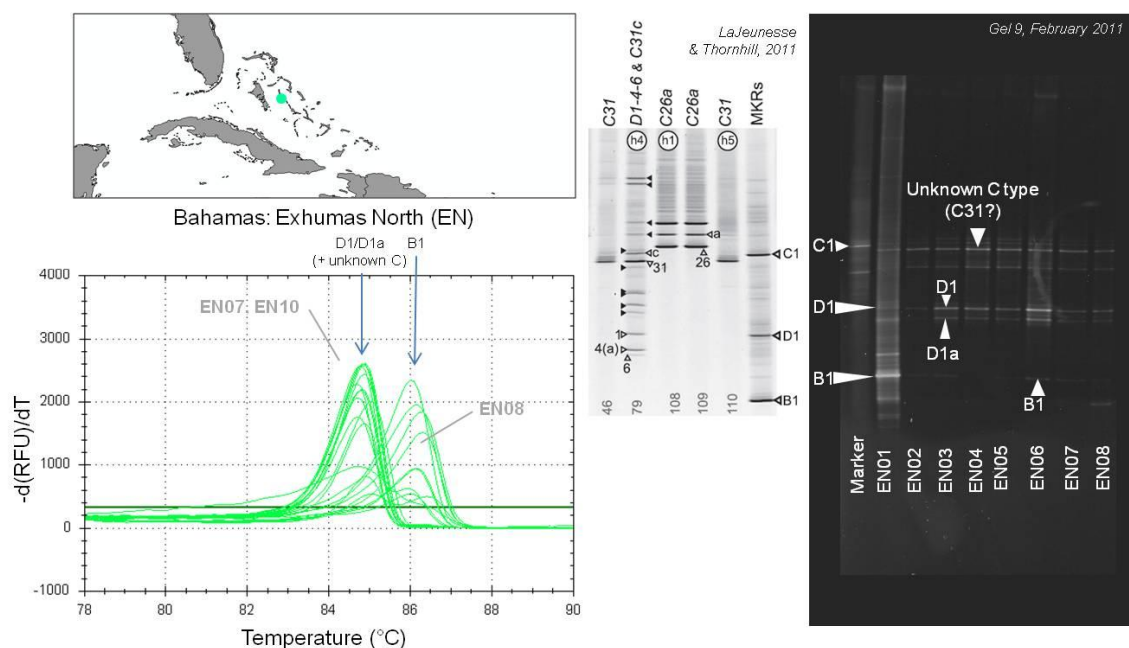 Bahamas: Exhumas North (EN)
D1/D1a
(+ unknown C)
B1
EN07, EN10
EN08
4000
3000
2000
1000
0
-1000
-d(RFU)/dT
78
80
82
84
86
88
90
Temperature (°C)
LaJeunesse
& Thornhill, 2011
C31
D1-4-6 & C31c
C26a
C26a
C31
MKRs
h4
h1
h5
a
c
31
26
C1
1
D1
4(a)
6
B1
46
79
108
109
110
Gel 9, February 2011
Unknown C type
(C31?)
C1
D1
D1
D1a
B1
B1
Marker
EN01
EN02
EN03
EN04
EN05
EN06
EN07
EN08